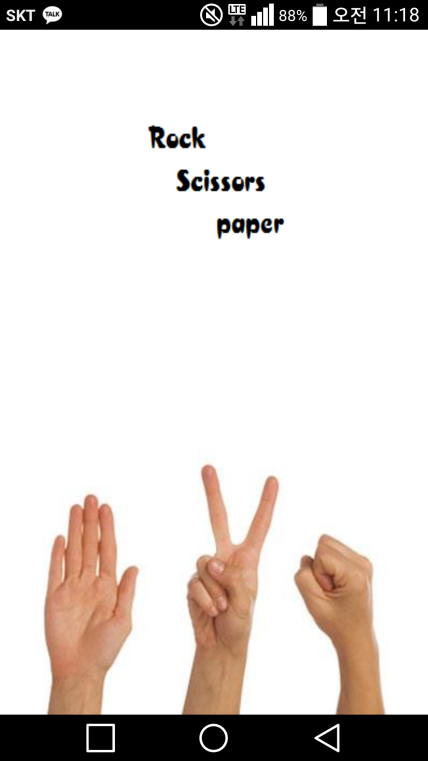 SKT TALK LTE 88% 오전 11:18
Rock
Scissors
paper